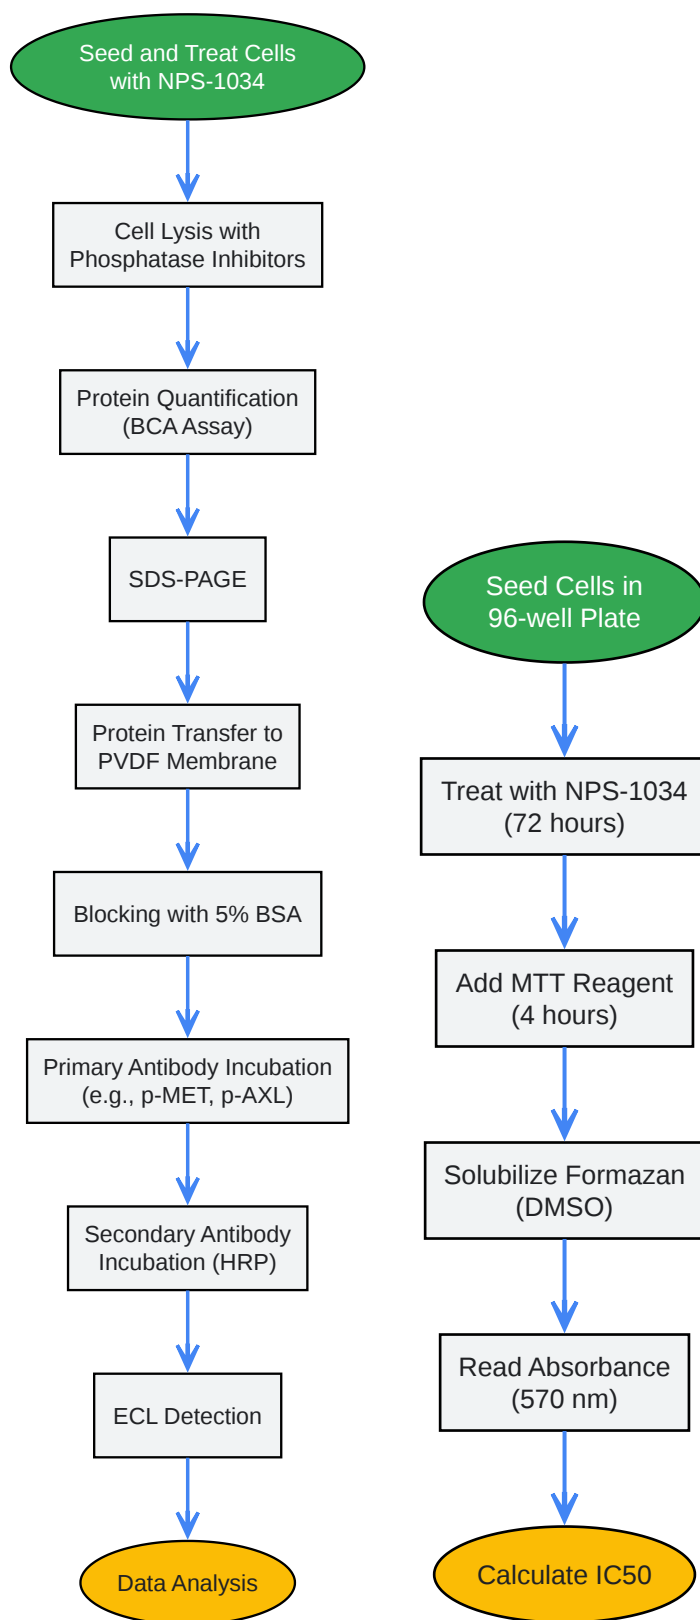 Seed and Treat Cells
with NPS-1034
Cell Lysis with
Phosphatase Inhibitors
Protein Quantification
(BCA Assay)
SDS-PAGE
Protein Transfer to
PVDF Membrane
Blocking with 5% BSA
Primary Antibody Incubation
(e.g., p-MET, p-AXL)
Secondary Antibody
Incubation (HRP)
ECL Detection
Data Analysis
Seed Cells in
96-well Plate
Treat with NPS-1034
(72 hours)
Add MTT Reagent
(4 hours)
Solubilize Formazan
(DMSO)
Read Absorbance
(570 nm)
Calculate IC50